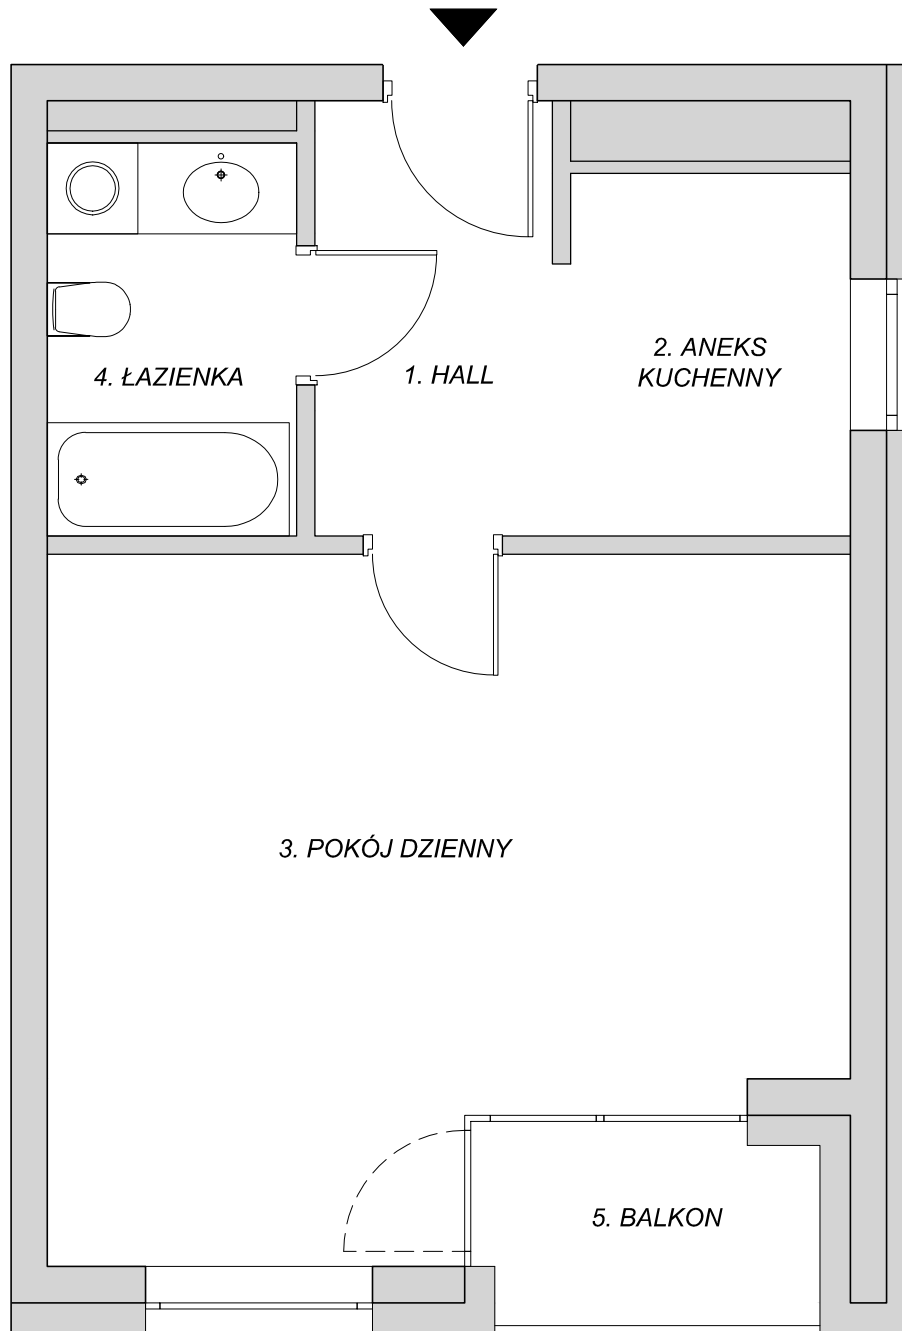 2. ANEKS
KUCHENNY
4. ŁAZIENKA
1. HALL
3. POKÓJ DZIENNY
5. BALKON